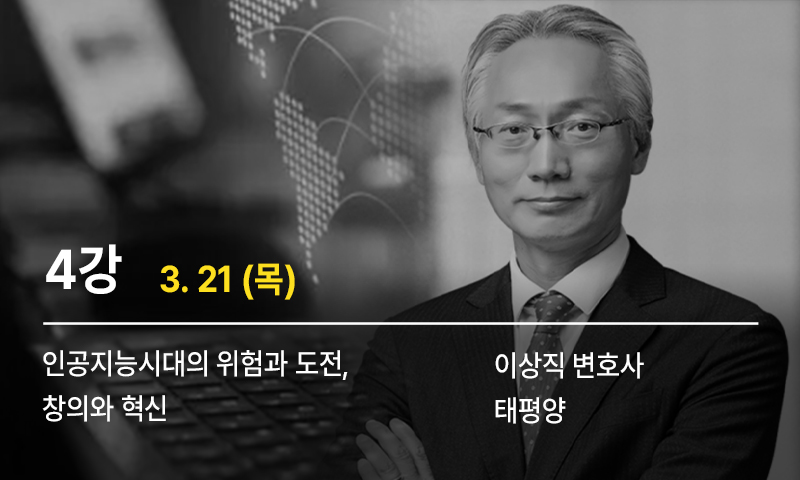 4강 3. 21 (목)
인공지능시대의 위험과 도전,
창의와 혁신
이상직 변호사
태평양